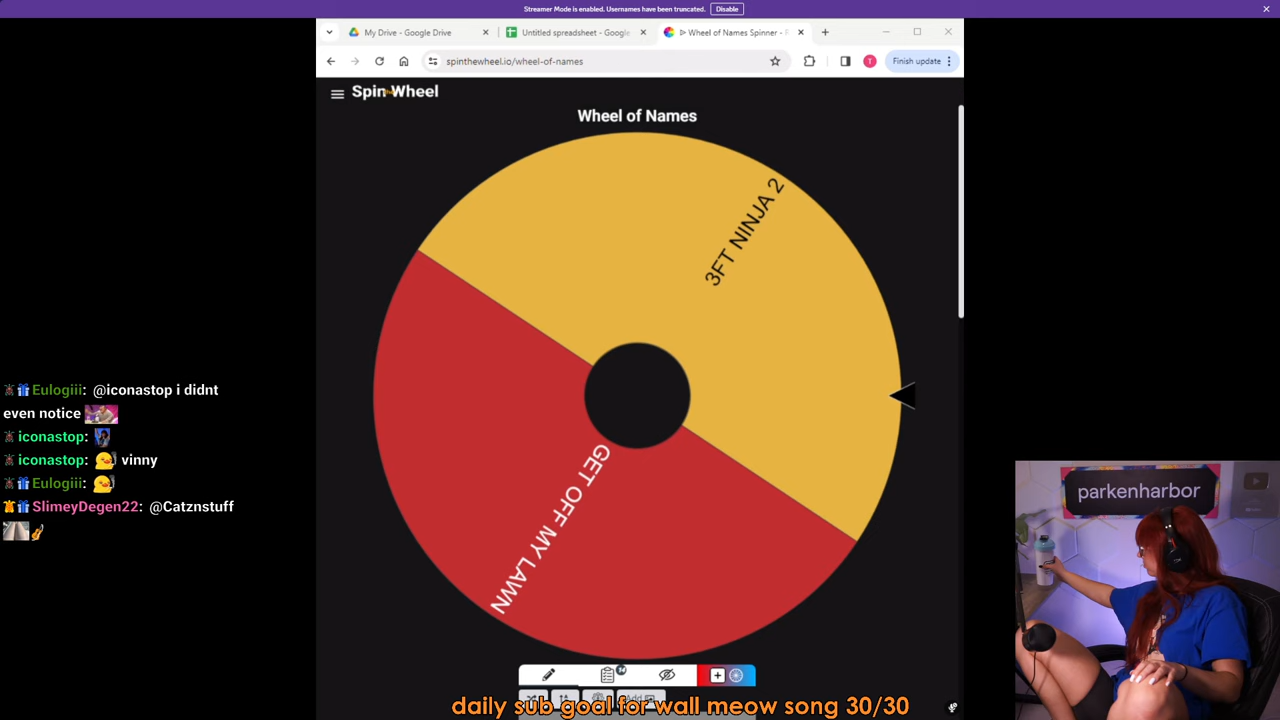 Streamer Mode is enabled. Usernames have been truncated. Disable
My Drive - Google Drive
Untitled spreadsheet - Google
Wheel of Names Spinner - F
spinthewheel.io/wheel-of-names
Finish update
T
Spin Wheel
Wheel of Names
3FT NINJA 2
GET OFF MY LAWN
Eulogiii: @iconastop i didnt
even notice
iconastop:
iconastop: vinny
Eulogiii:
SlimeyDegen22: @Catznstuff
parkenharbor
daily sub goal for wall meow song 30/30